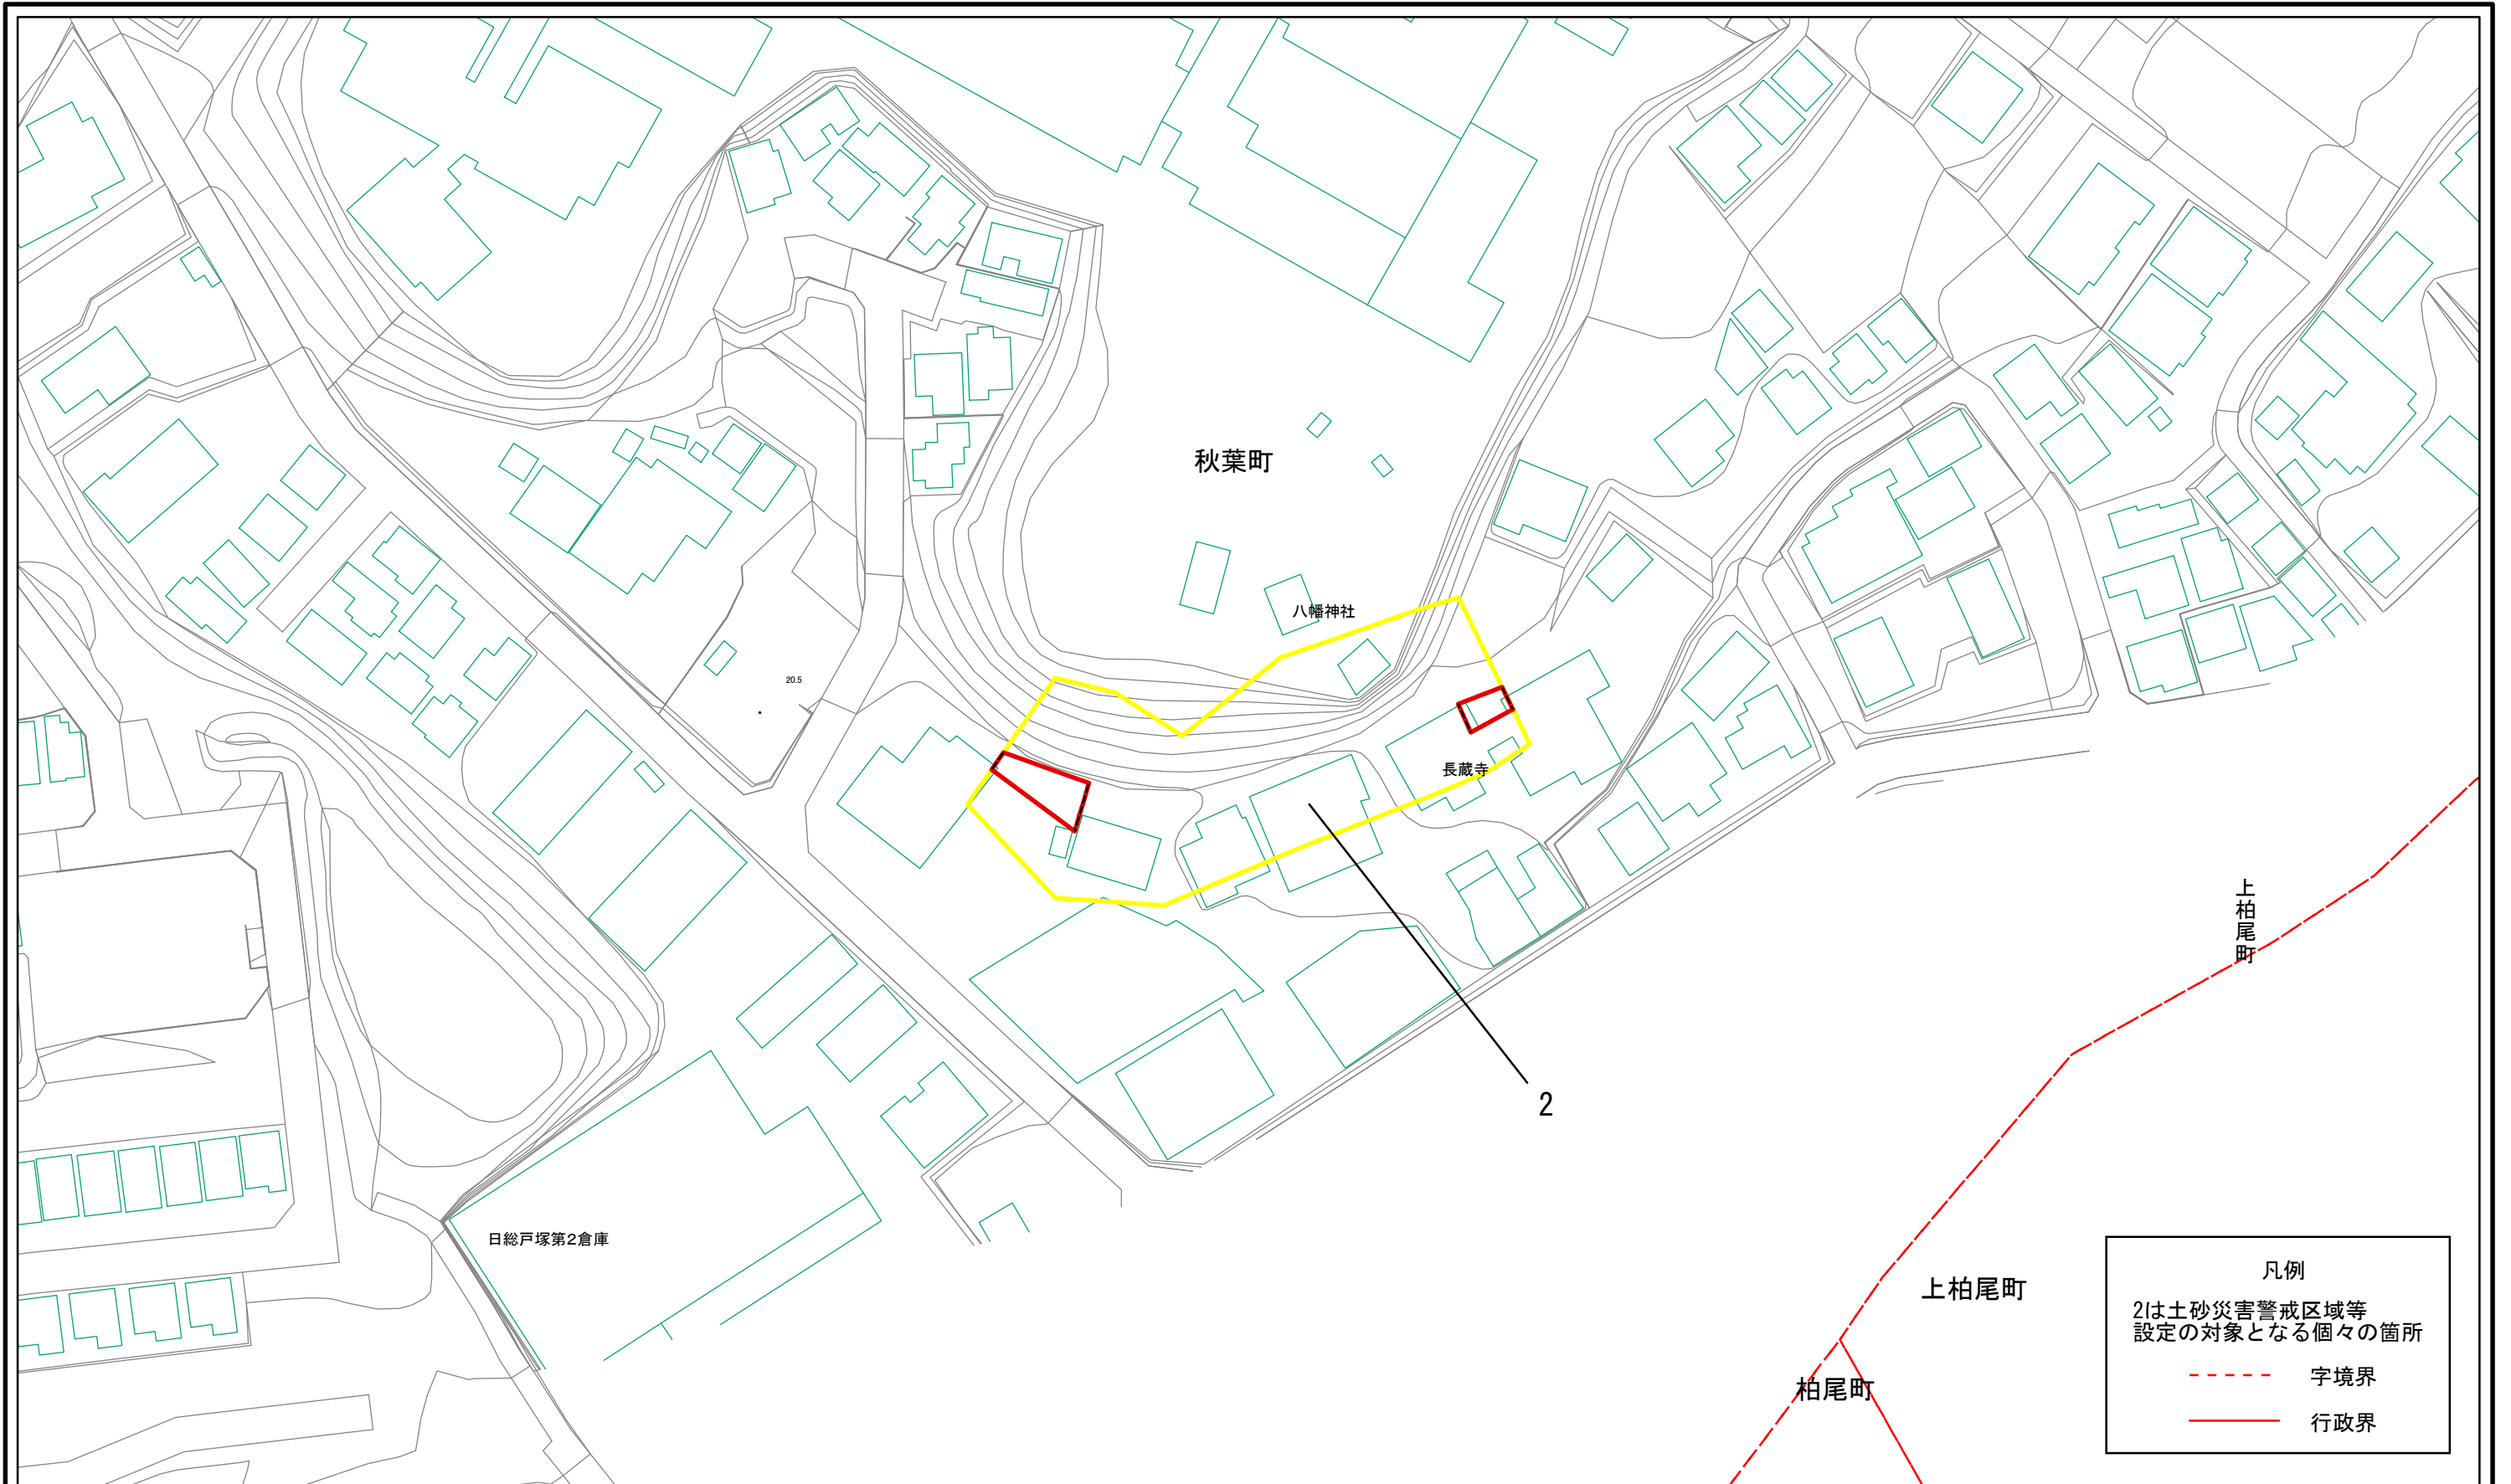 秋葉町
八幡神社
20.5
長蔵寺
上柏尾町
2
日総戸塚第2倉庫
上柏尾町
柏尾町
凡例
2は土砂災害警戒区域等
設定の対象となる個々の箇所
字境界
行政界